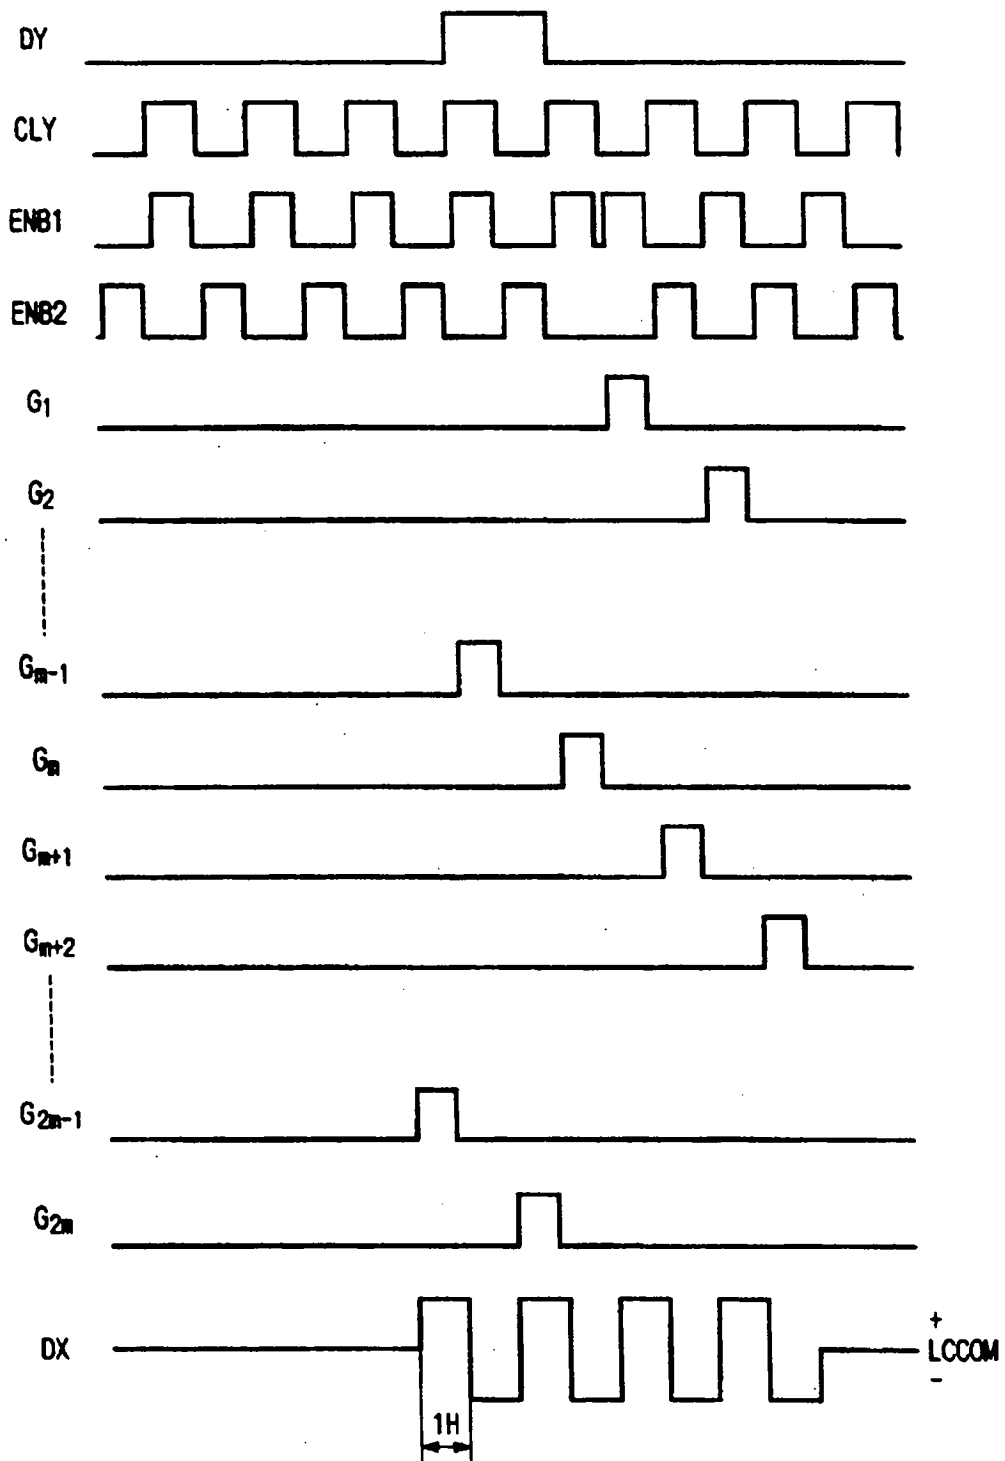 DY
CLY
ENB1
ENB2
G1
G2
Gm-1
Gm
Gm+1
Gm+2
G2m-1
G2m
DX
+
LCCOM
-
1H